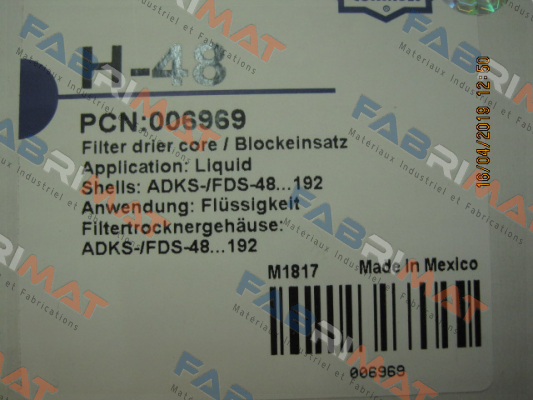 H-48
PCN:006969
Filter drier core / Blockeinsatz
Application: Liquid
Shells: ADKS-/FDS-48...192
Anwendung: Flüssigkeit
Filtertrocknergehäuse:
ADKS-/FDS-48...192
M1817 Made in Mexico
006969
16/04/2019 12:50
FABRIMAT
Materiaux Industriel et Fabrications